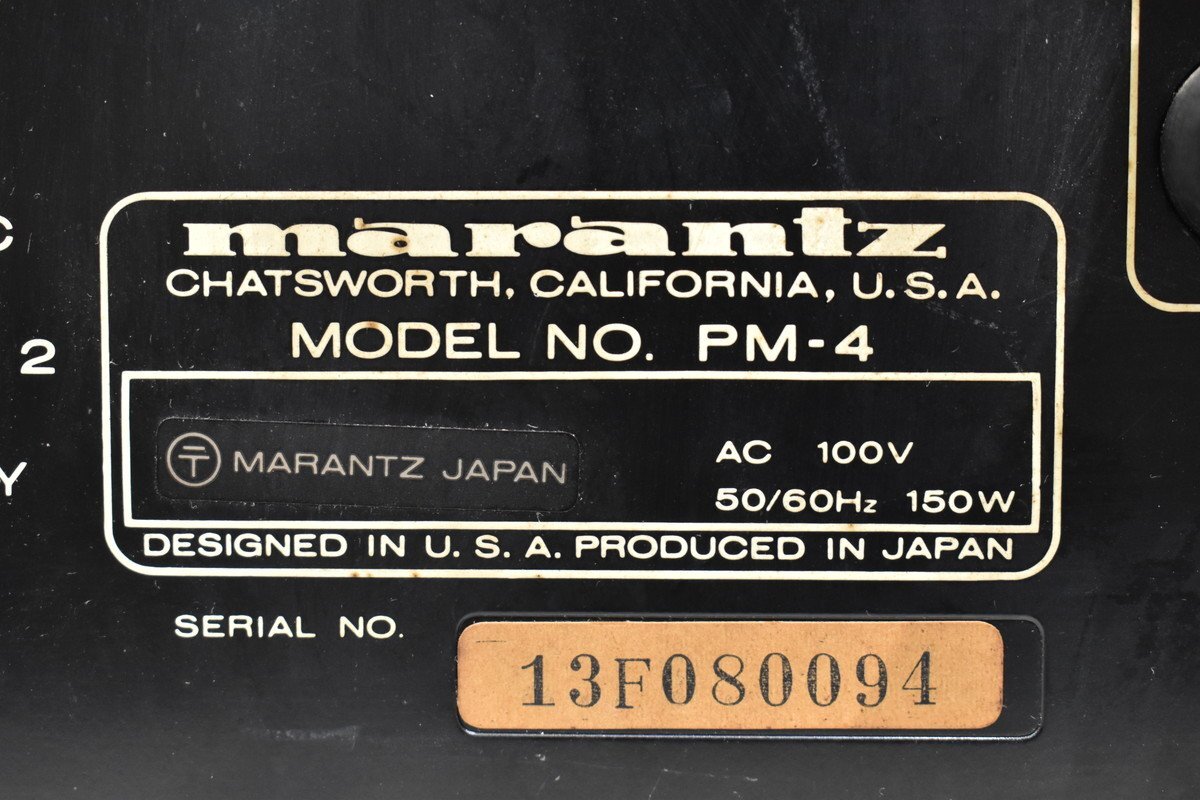 marantz
CHATSWORTH, CALIFORNIA, U.S.A.
MODEL NO. PM-4
MARANTZ JAPAN
AC 100V
50/60Hz 150W
DESIGNED IN U.S.A. PRODUCED IN JAPAN
SERIAL NO.
13F080094
C
2
Y